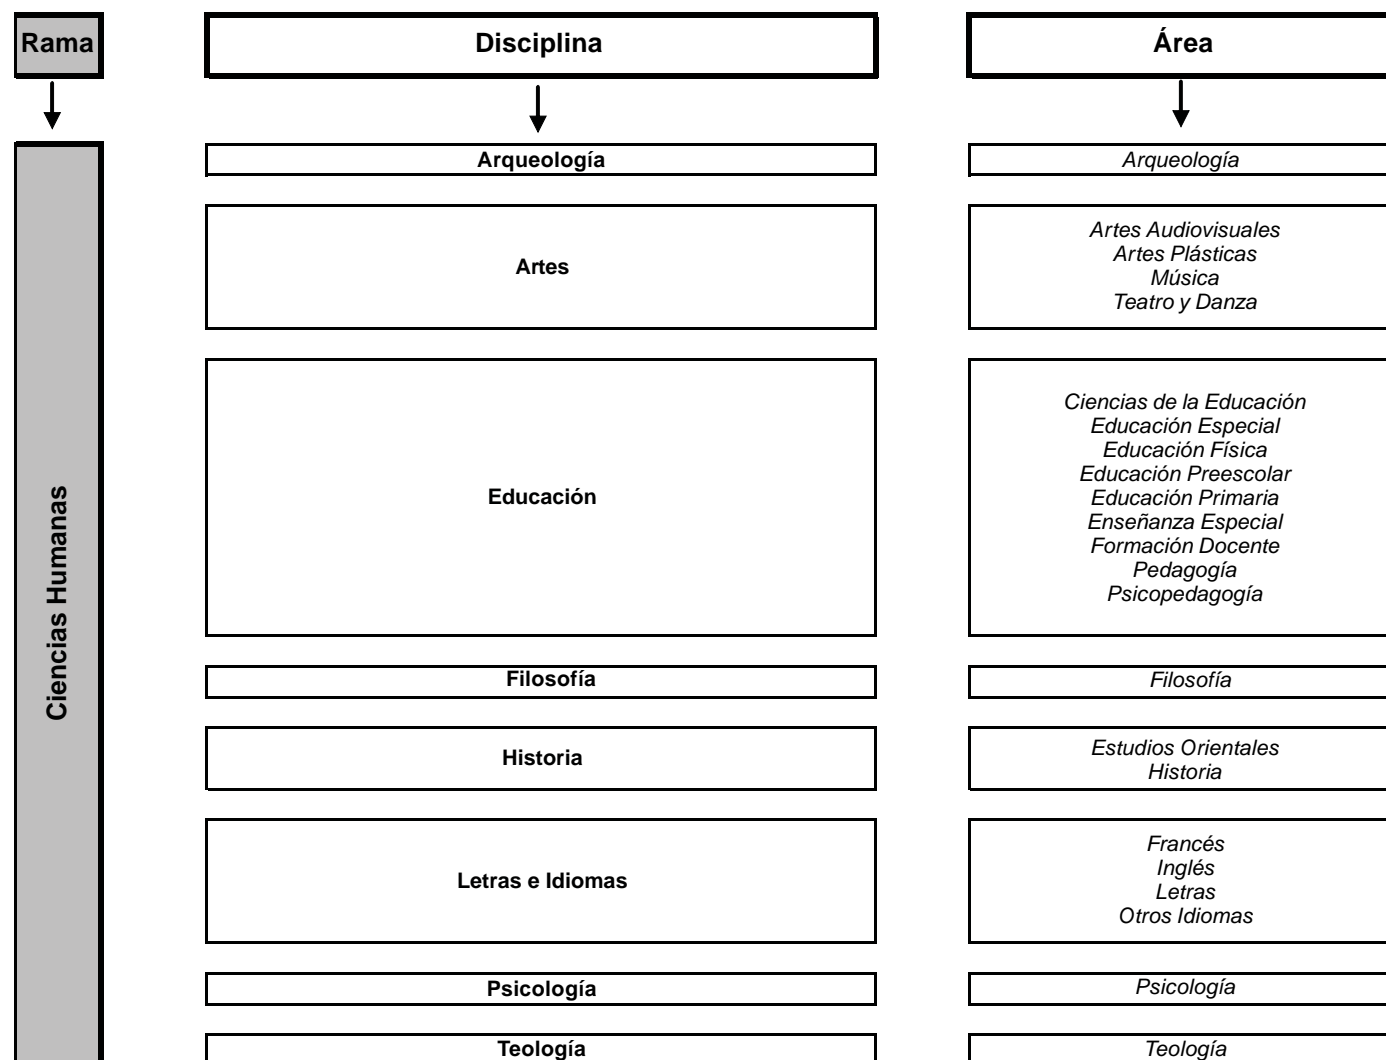 Rama
Disciplina
Área
Ciencias Humanas
Arqueología
Arqueología
Artes
Artes Audiovisuales
Artes Plásticas
Música
Teatro y Danza
Educación
Ciencias de la Educación
Educación Especial
Educación Física
Educación Preescolar
Educación Primaria
Enseñanza Especial
Formación Docente
Pedagogía
Psicopedagogía
Filosofía
Filosofía
Historia
Estudios Orientales
Historia
Letras e Idiomas
Francés
Inglés
Letras
Otros Idiomas
Psicología
Psicología
Teología
Teología